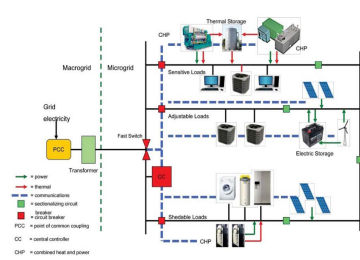 Thermal Storage
CHP
CHP
Macrogrid
Microgrid
Sensitive Loads
Grid
electricity
Adjustable Loads
Fast Switch
PCC
Transformer
Electric Storage
CC
= power
= thermal
= communications
= sectionalizing circuit
breaker
= circuit breaker
PCC = point of common coupling
CC = central controller
CHP = combined heat and power
Shedable Loads
CHP